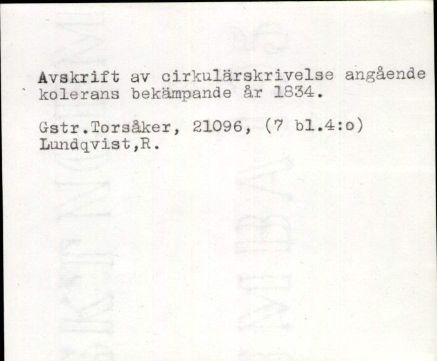 Avskrift av cirkulärskrivelse angående
kolerans bekämpande år 1834.
Gstr.Torsåker, 21096, (7 bl.4:o)
Lundqvist,R.